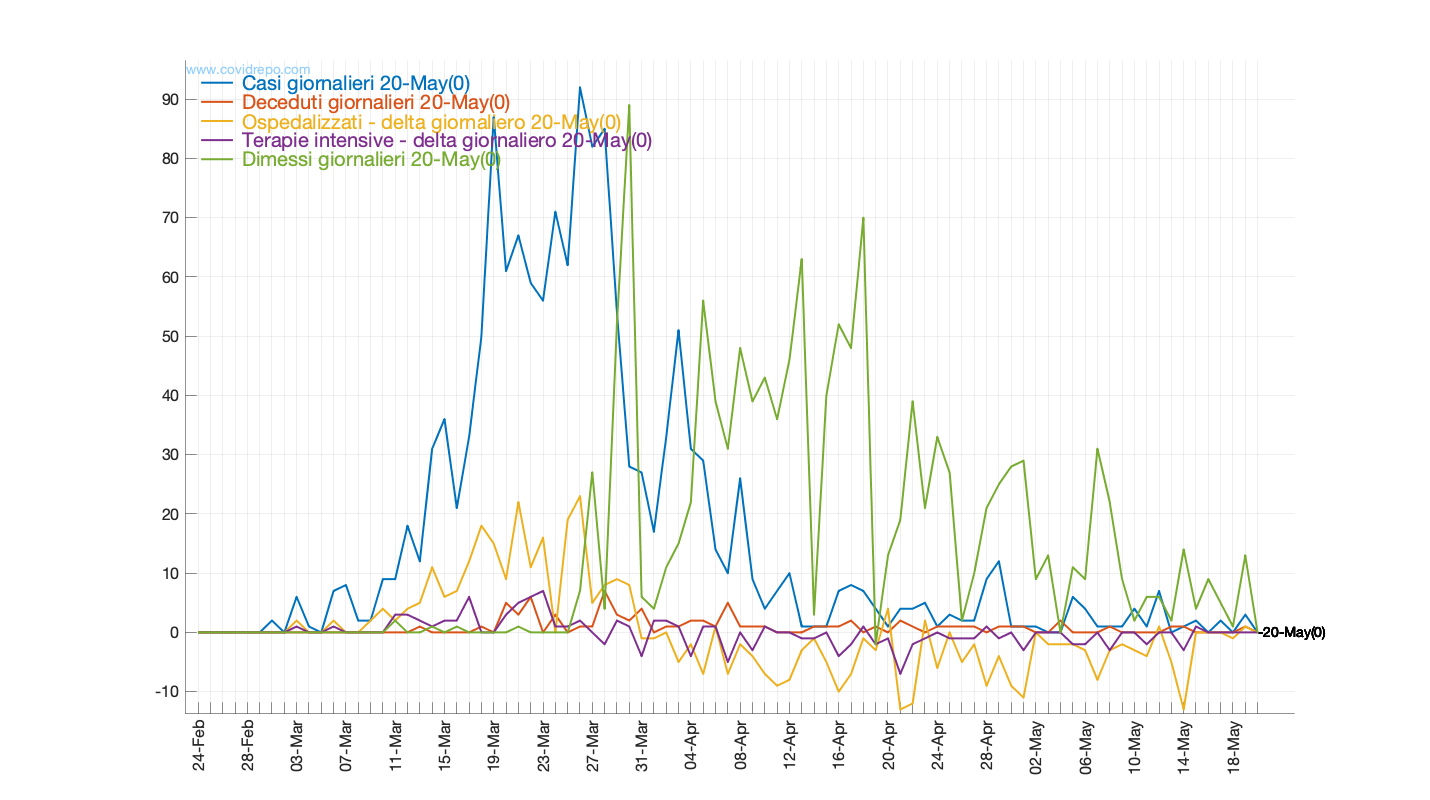 www.covidrepo.com
Casi giornalieri 20-May(0)
Deceduti giornalieri 20-May(0)
Ospedalizzati - delta giornaliero 20-May(0)
Terapie intensive - delta giornaliero 20-May(0)
Dimessi giornalieri 20-May(0)
90
80
70
60
50
40
30
20
10
0
-10
-20-May(0)
24-Feb
28-Feb
03-Mar
07-Mar
11-Mar
15-Mar
19-Mar
23-Mar
27-Mar
31-Mar
04-Apr
08-Apr
12-Apr
16-Apr
20-Apr
24-Apr
28-Apr
02-May
06-May
10-May
14-May
18-May